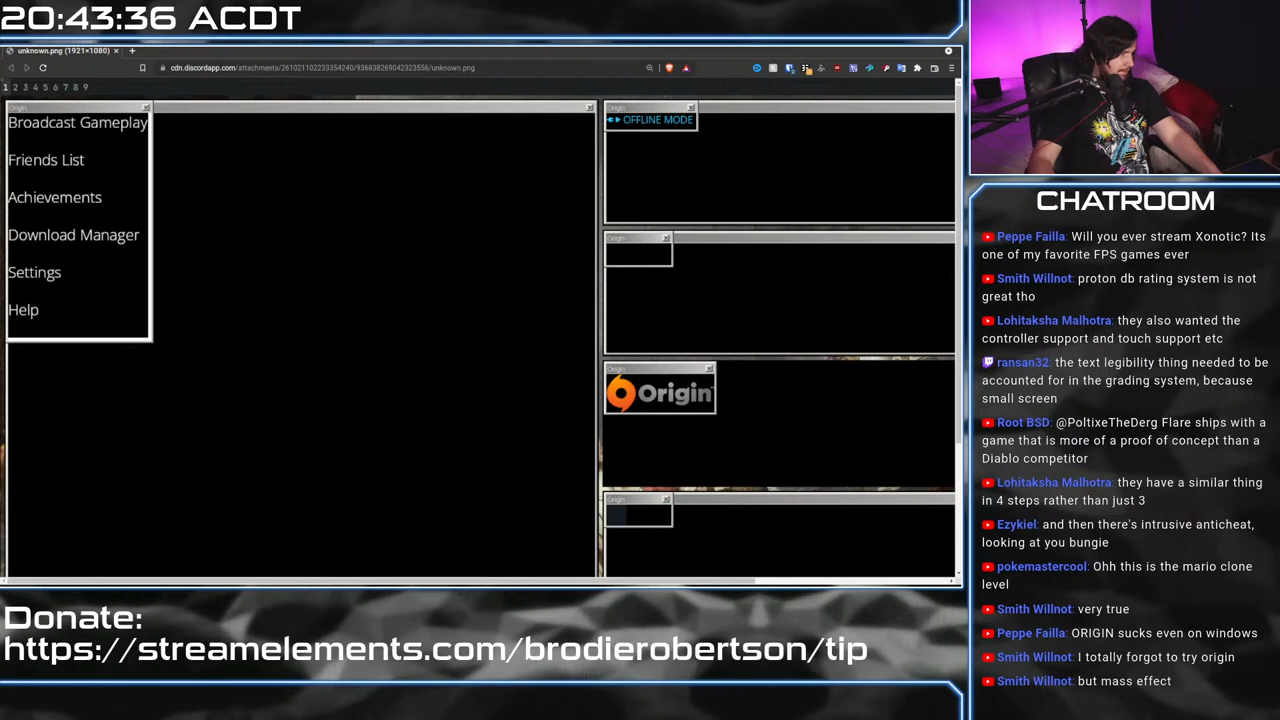 20:43:36 ACDT
unknown.png (1921×1080)
cdn.discordapp.com/attachments/261021102233354240/936838269042323556/unknown.png
1 2 3 4 5 6 7 8 9
Origin
Broadcast Gameplay
Friends List
Achievements
Download Manager
Settings
Help
Origin
OFFLINE MODE
Origin
Origin
Origin
Origin
CHATROOM
Peppe Failla: Will you ever stream Xonotic? Its
one of my favorite FPS games ever
Smith Willnot: proton db rating system is not
great tho
Lohitaksha Malhotra: they also wanted the
controller support and touch support etc
ransan32: the text legibility thing needed to be
accounted for in the grading system, because
small screen
Root BSD: @PoltixeTheDerg Flare ships with a
game that is more of a proof of concept than a
Diablo competitor
Lohitaksha Malhotra: they have a similar thing
in 4 steps rather than just 3
Ezykiel: and then there's intrusive anticheat,
looking at you bungie
pokemastercool: Ohh this is the mario clone
level
Smith Willnot: very true
Peppe Failla: ORIGIN sucks even on windows
Smith Willnot: I totally forgot to try origin
Smith Willnot: but mass effect
Donate:
https://streamelements.com/brodierobertson/tip